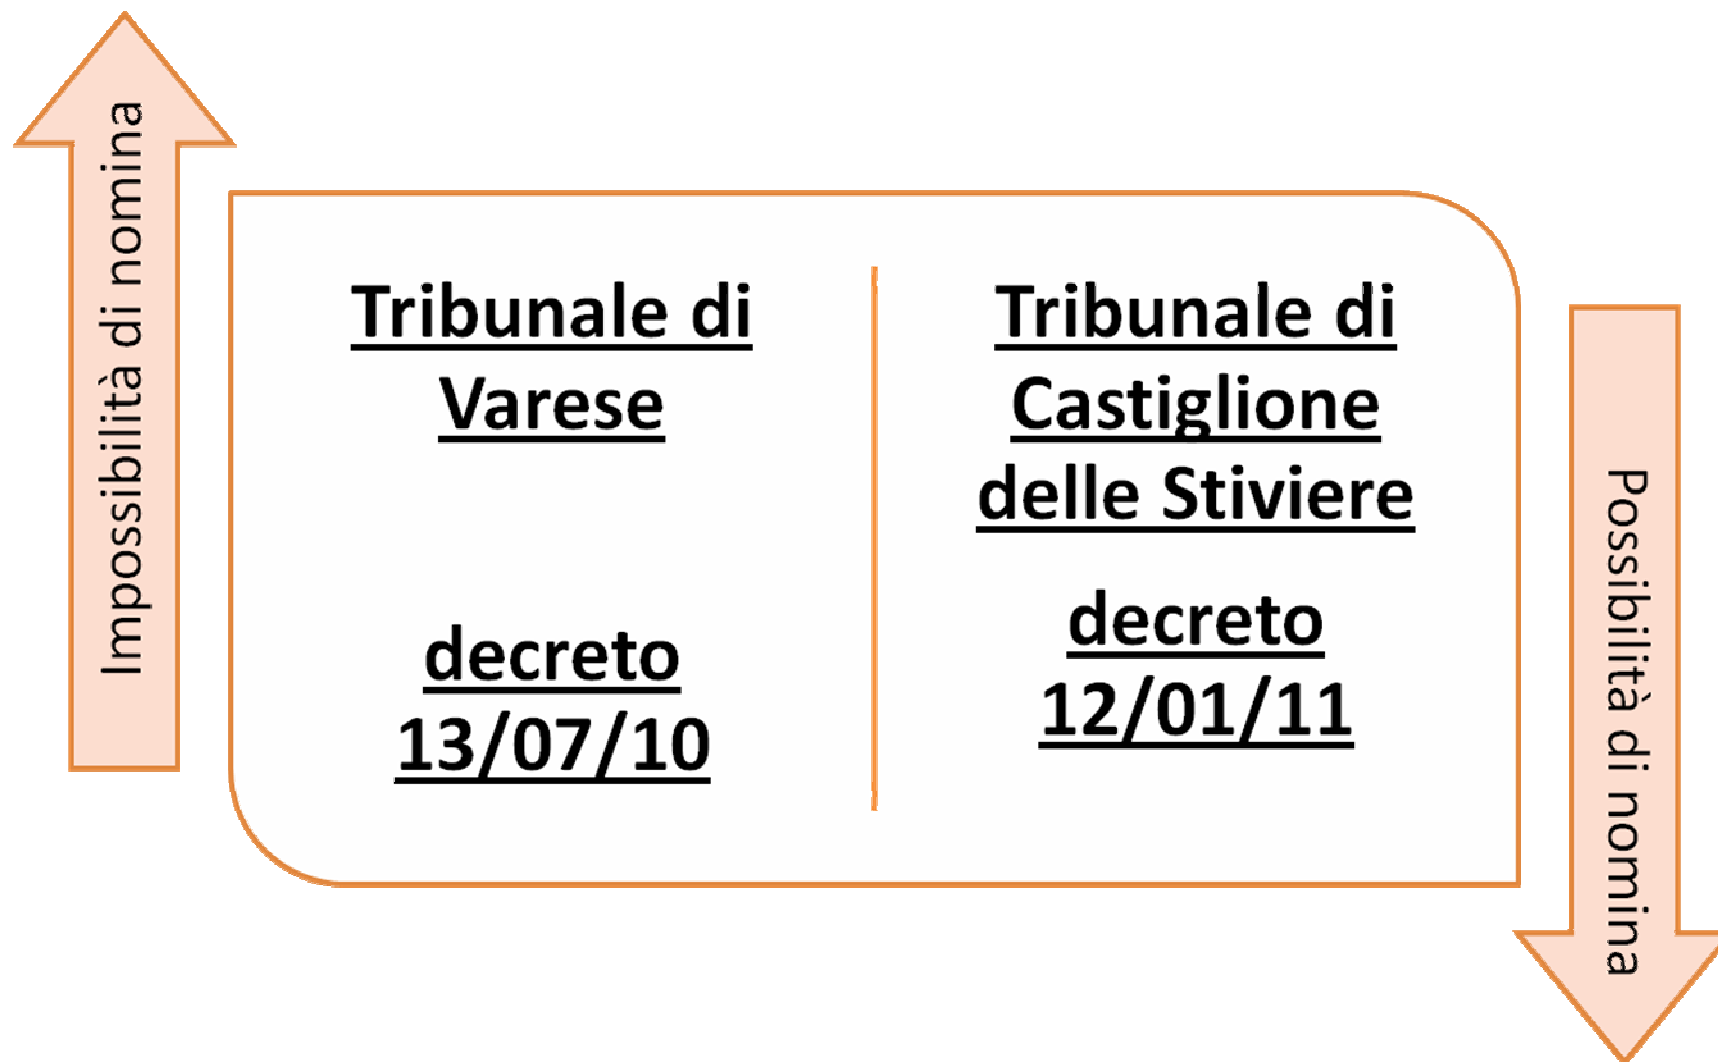 Impossibilità di nomina
Tribunale di
Varese
decreto
13/07/10
Tribunale di
Castiglione
delle Stiviere
decreto
12/01/11
Possibilità di nomina